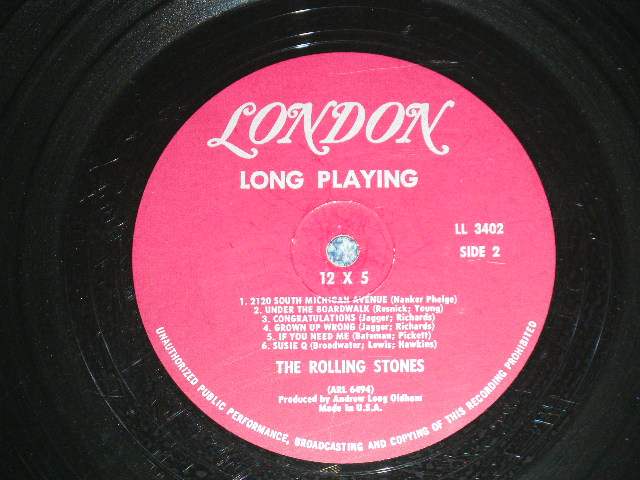 LONDON
LONG PLAYING
LL 3402
SIDE 2
12 X 5
1. 2120 SOUTH MICHIGAN AVENUE (Nanker Phelge)
2. UNDER THE BOARDWALK (Resnick; Young)
3. CONGRATULATIONS (Jagger; Richards)
4. GROWN UP WRONG (Jagger; Richards)
5. IF YOU NEED ME (Bateman; Pickett)
6. SUSIE Q (Broadwater; Lewis; Hawkins)
THE ROLLING STONES
(ARL 6494)
Produced by Andrew Loog Oldham
Made in U.S.A.
UNAUTHORIZED PUBLIC PERFORMANCE, BROADCASTING AND COPYING OF THIS RECORDING PROHIBITED